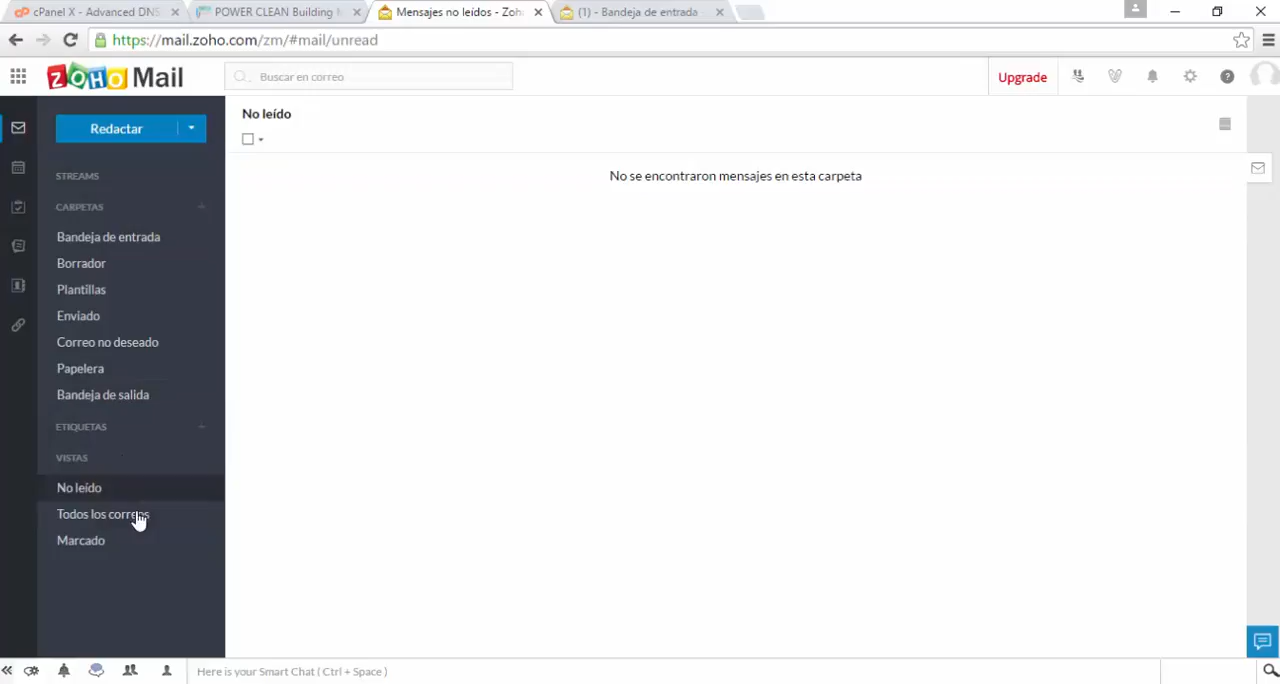 cPanel X - Advanced DNS
POWER CLEAN Building
Mensajes no leídos - Zoh
(1) - Bandeja de entrada
https://mail.zoho.com/zm/#mail/unread
ZOHO Mail
Buscar en correo
Upgrade
Redactar
No leído
STREAMS
CARPETAS
No se encontraron mensajes en esta carpeta
Bandeja de entrada
Borrador
Plantillas
Enviado
Correo no deseado
Papelera
Bandeja de salida
ETIQUETAS
VISTAS
No leído
Todos los correos
Marcado
Here is your Smart Chat ( Ctrl + Space )